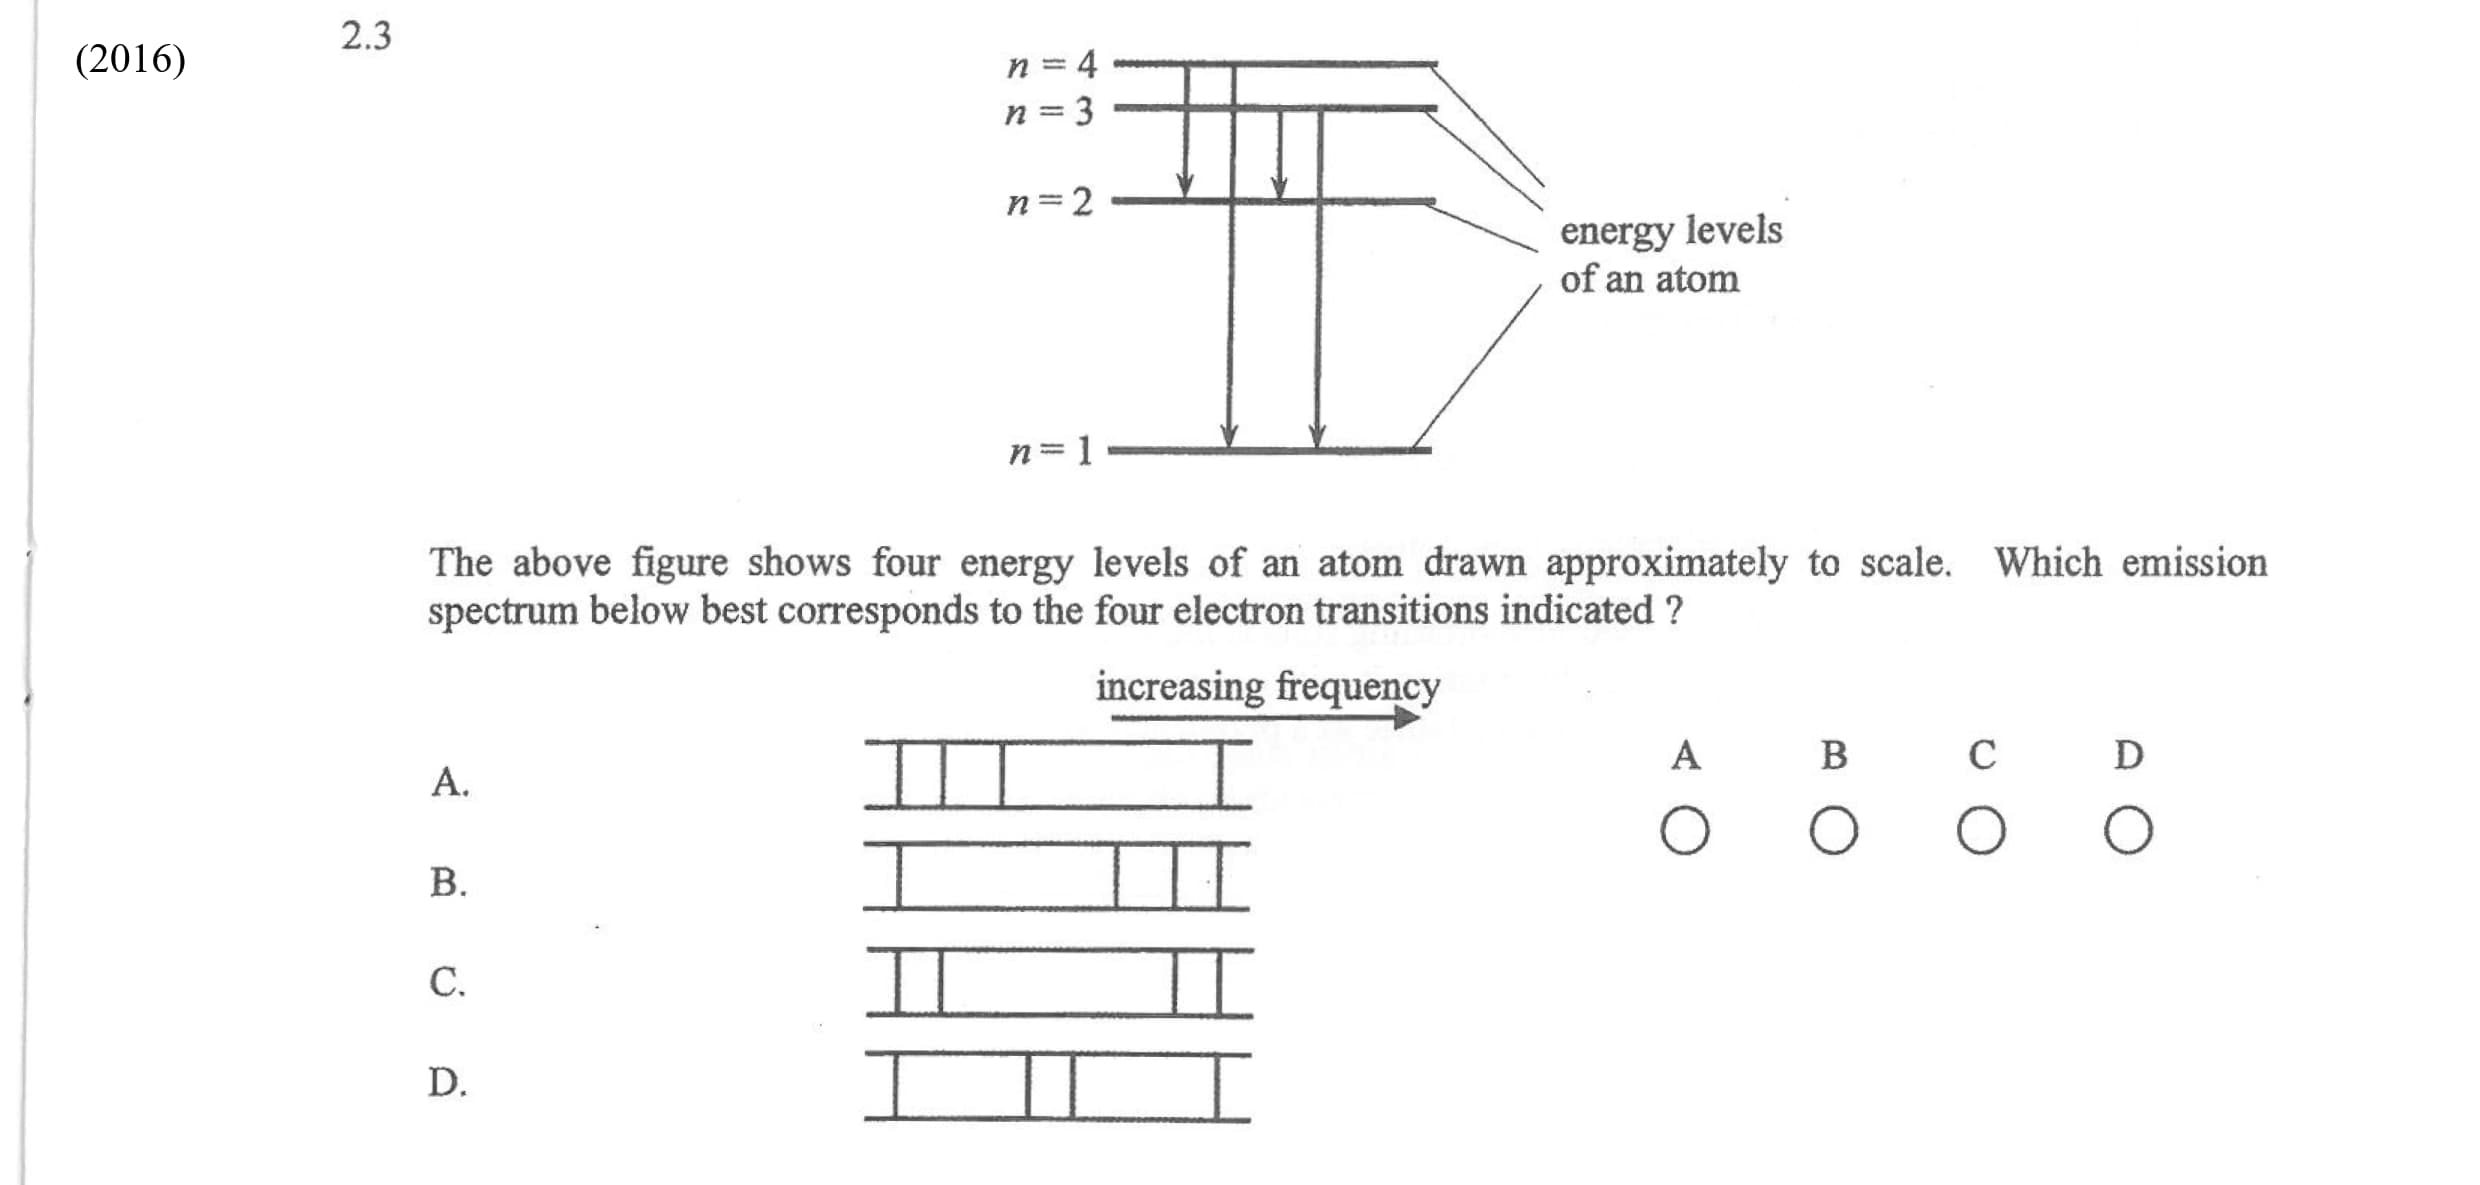 (2016)
2.3
n = 4
n = 3
n = 2
n = 1
energy levels
of an atom
The above figure shows four energy levels of an atom drawn approximately to scale. Which emission
spectrum below best corresponds to the four electron transitions indicated ?
increasing frequency
A.
B.
C.
D.
A B C D